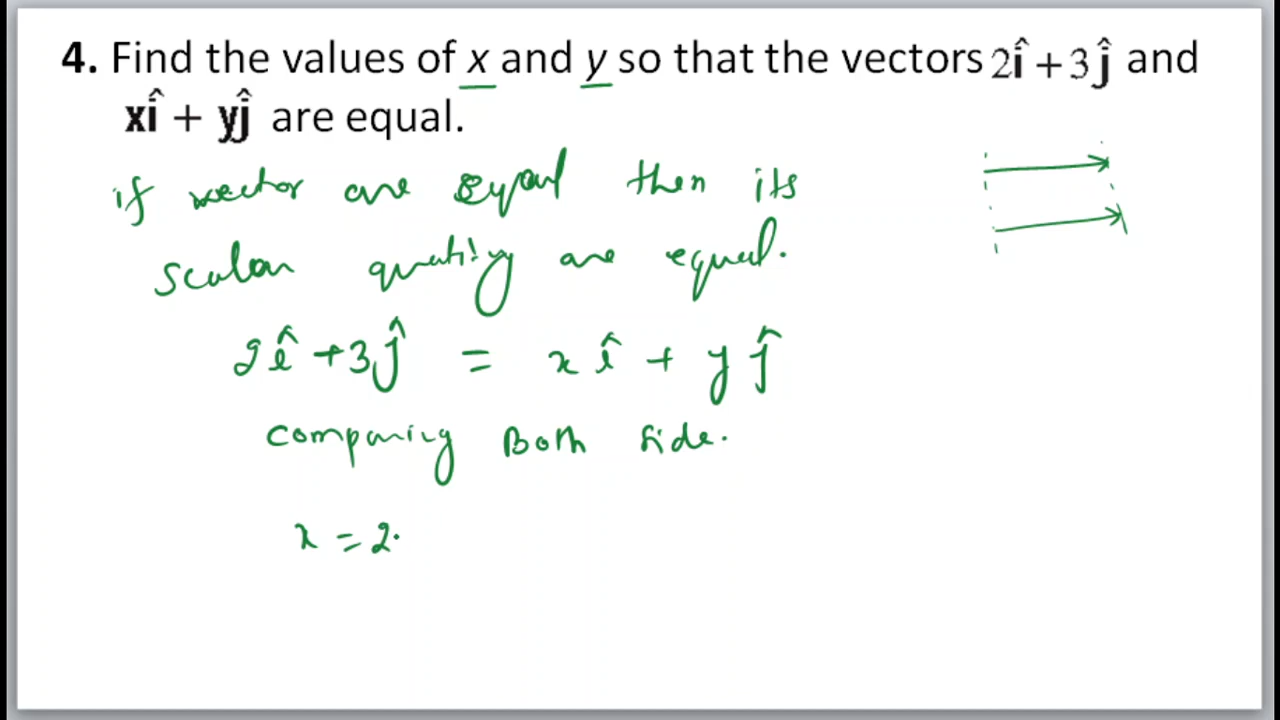 4. Find the values of x and y so that the vectors 2î + 3ĵ and
xî + yĵ are equal.
if vector are equal then its
scalar quatity are equal.
2î + 3ĵ = xî + yĵ
comparing Both side.
x = 2.